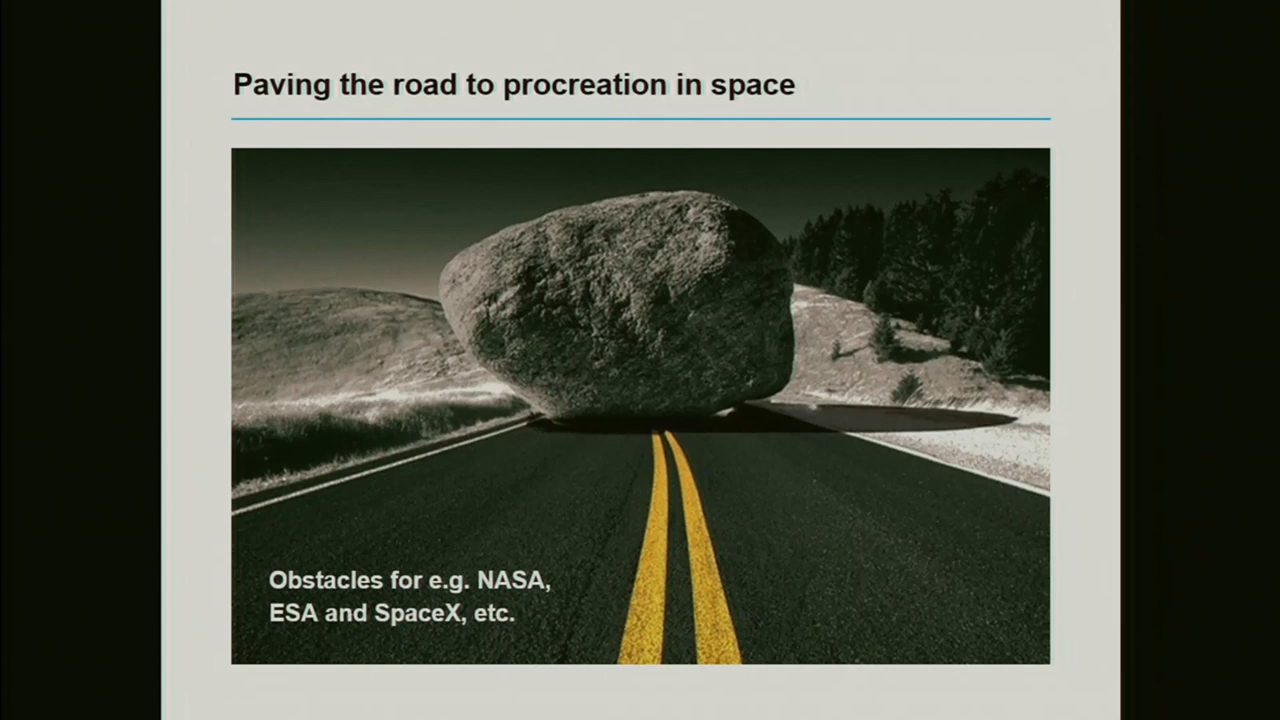 Paving the road to procreation in space
Obstacles for e.g. NASA,
ESA and SpaceX, etc.